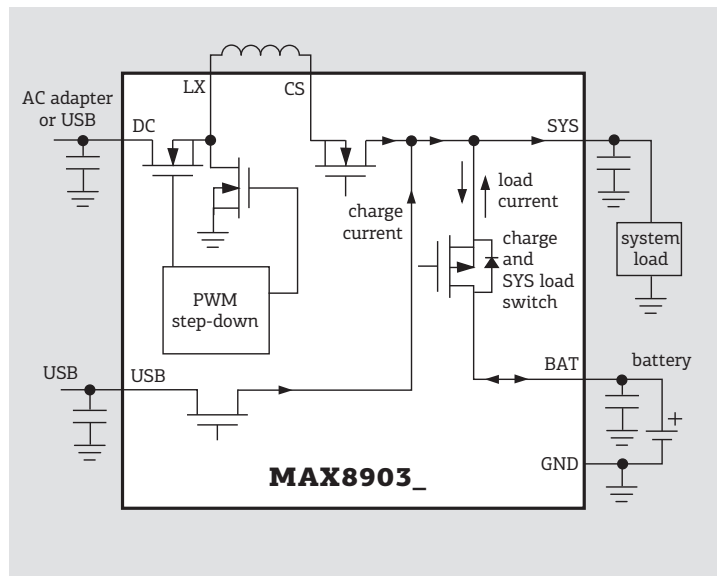 LX
CS
AC adapter
or USB
DC
SYS
load
current
charge
current
charge
and
SYS load
switch
system
load
PWM
step-down
USB
USB
BAT
battery
+
GND
MAX8903_